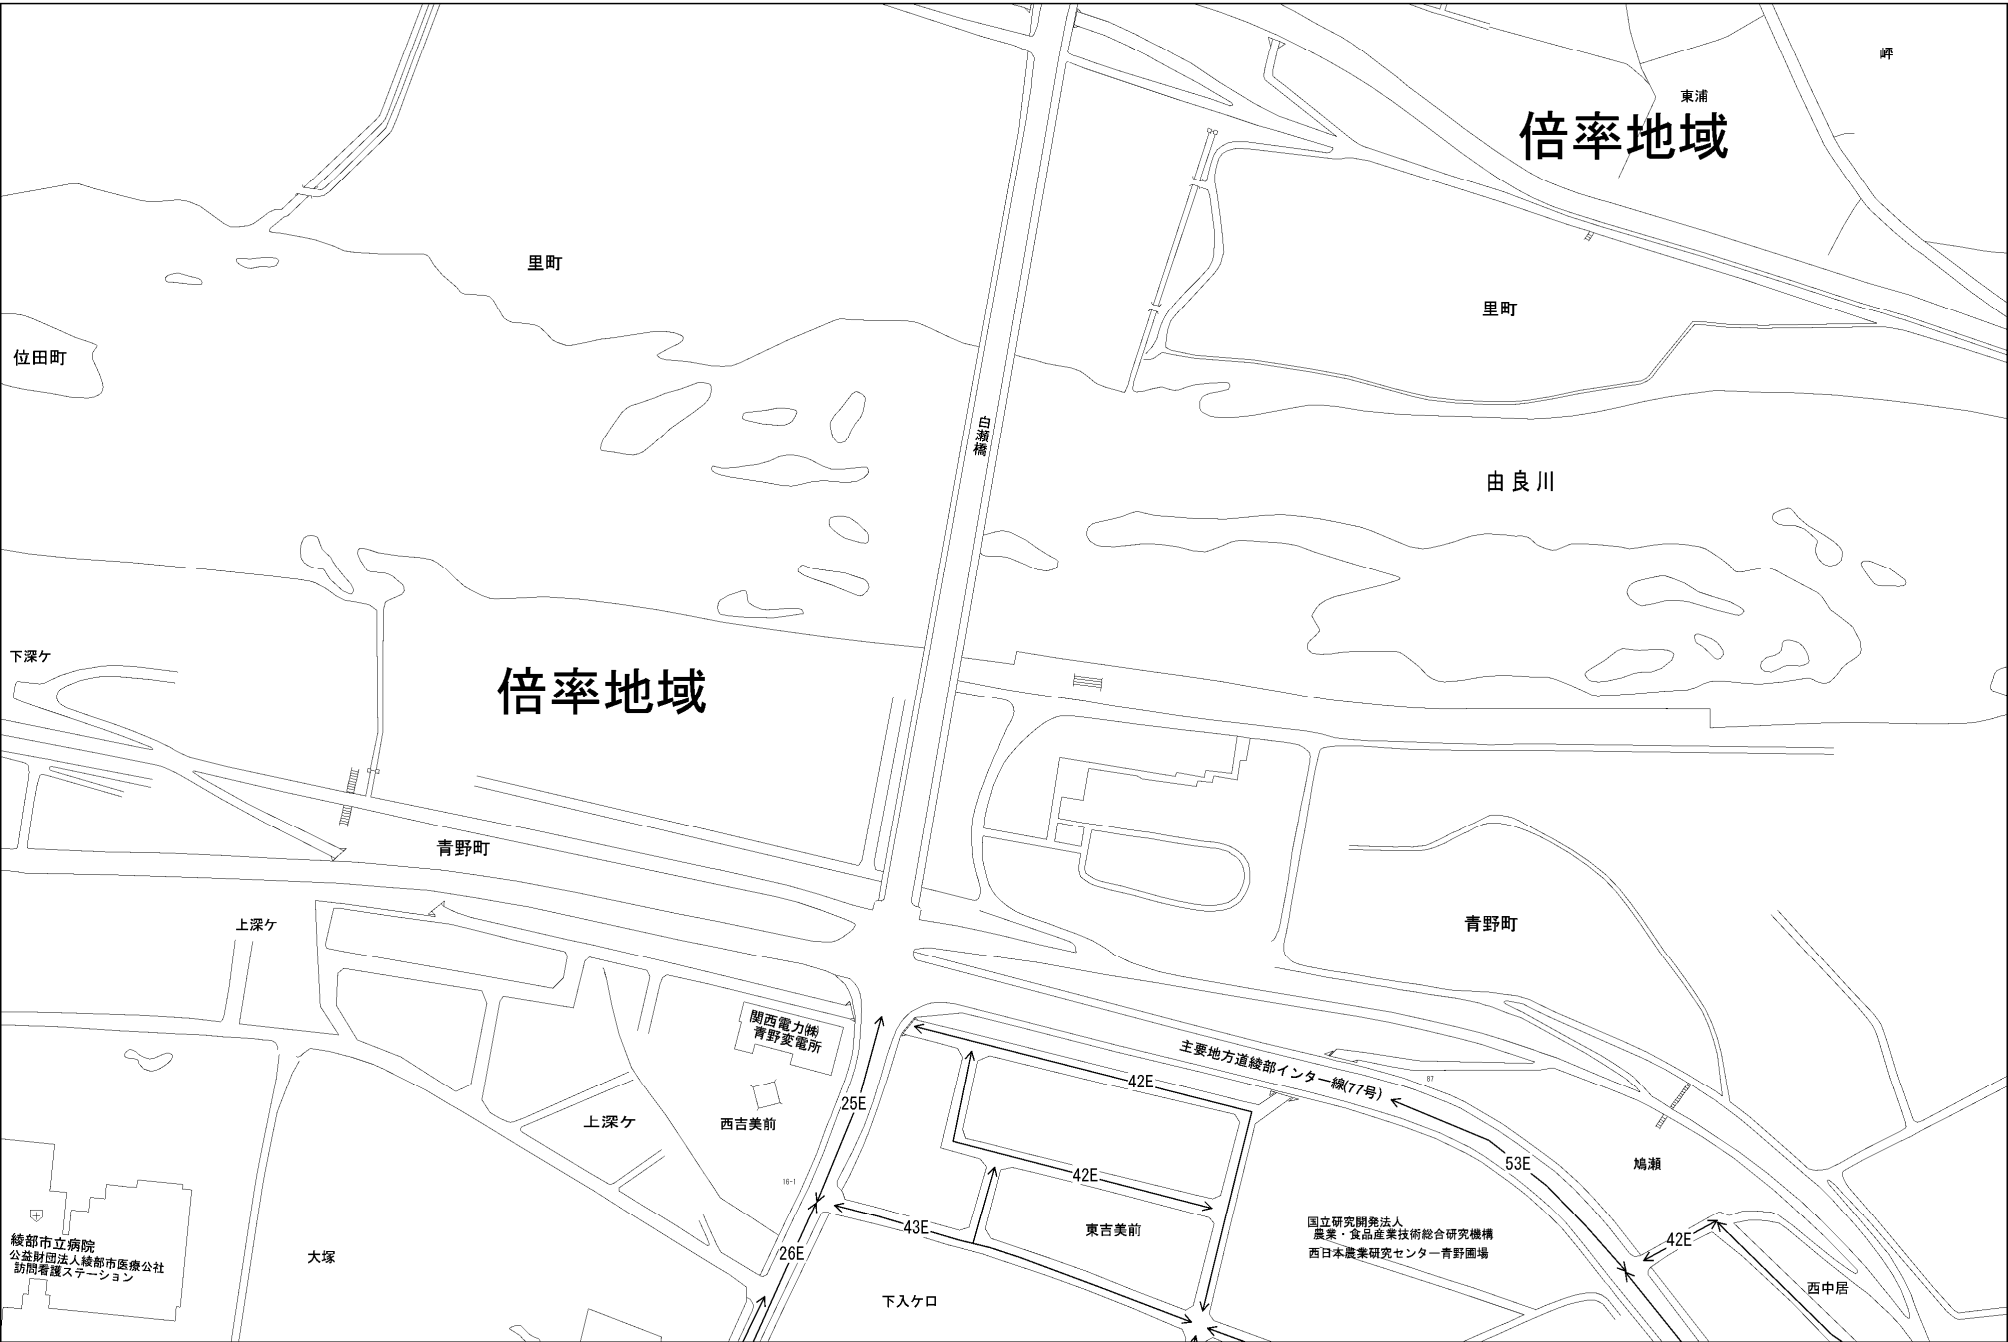 岼
東浦
倍率地域
里町
里町
位田町
白瀬橋
由良川
下深ケ
倍率地域
青野町
上深ケ
青野町
関西電力㈱
青野変電所
主要地方道綾部インター線(77号)
42E
87
25E
上深ケ
西吉美前
42E
53E
鳩瀬
16-1
43E
東吉美前
国立研究開発法人
農業・食品産業技術総合研究機構
西日本農業研究センター青野圃場
42E
綾部市立病院
公益財団法人綾部市医療公社
訪問看護ステーション
大塚
26E
下入ケ口
西中居